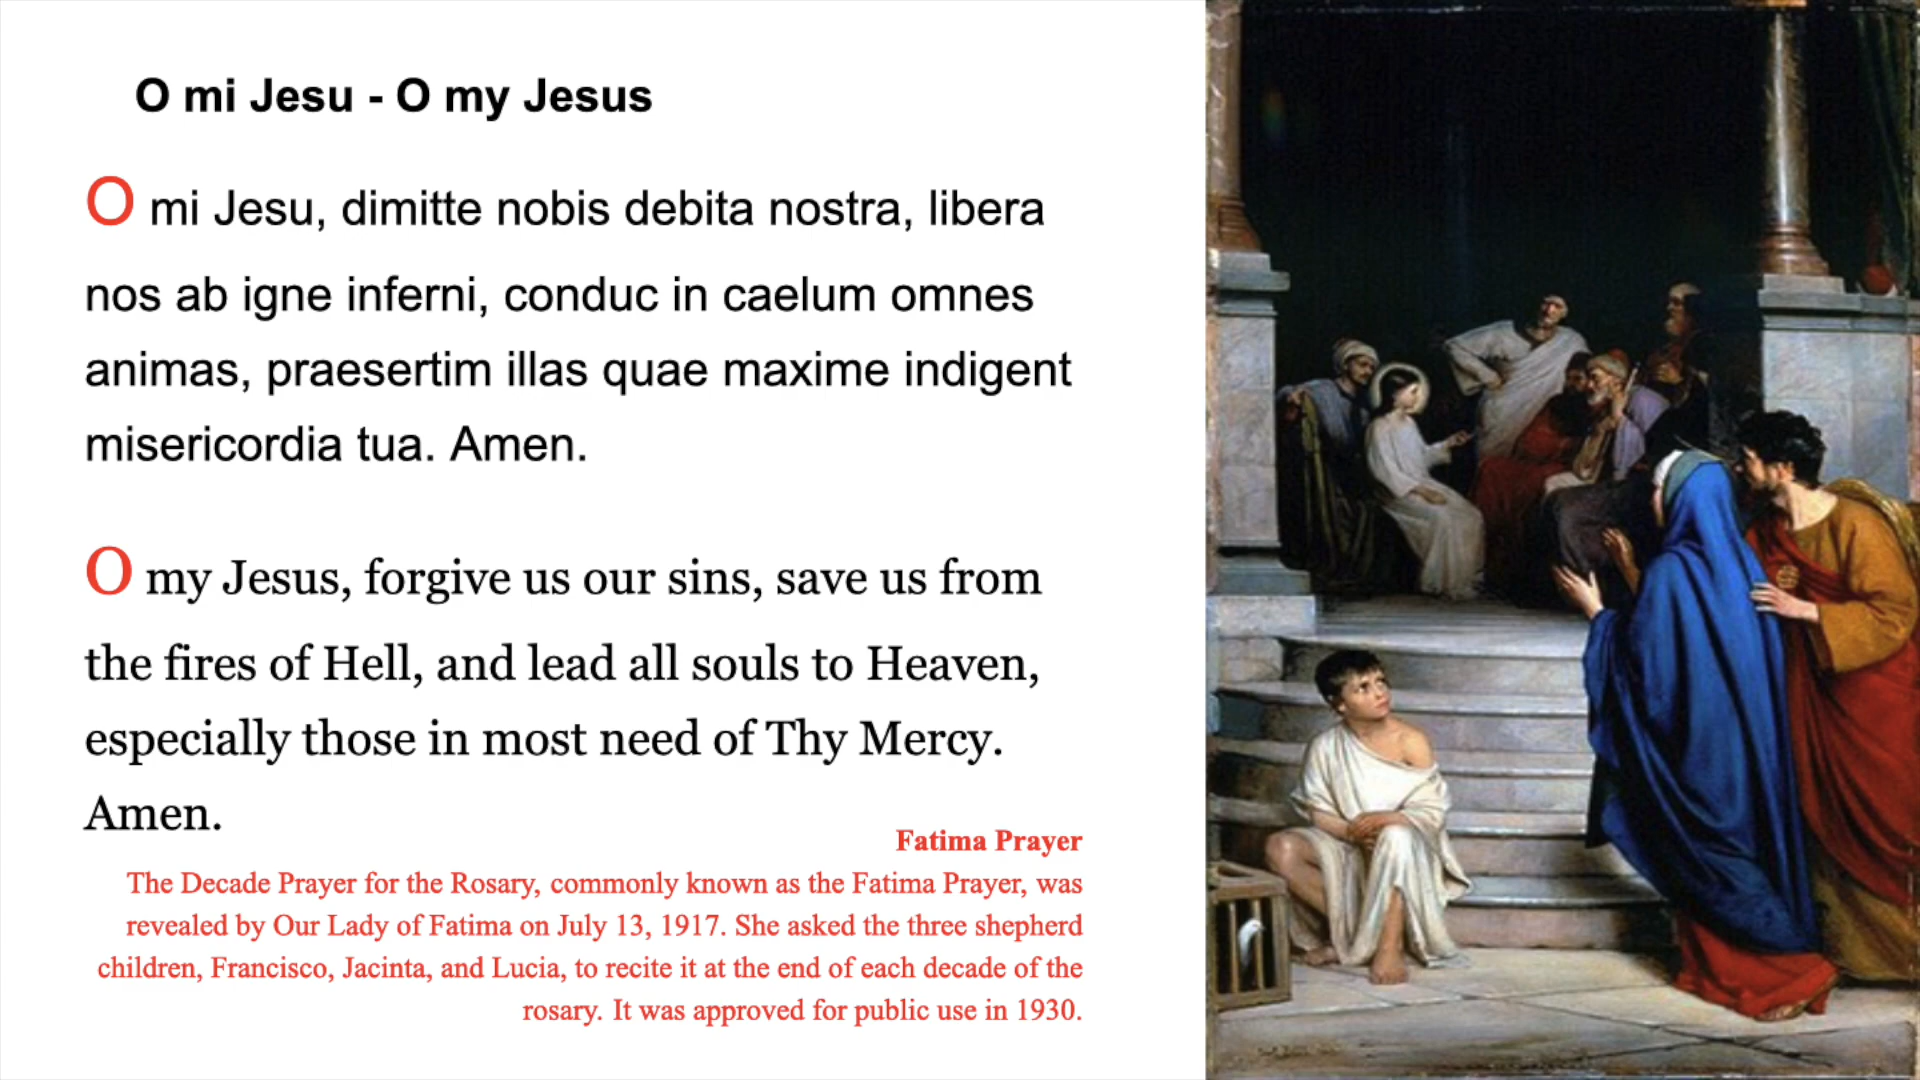 O mi Jesu - O my Jesus
O mi Jesu, dimitte nobis debita nostra, libera
nos ab igne inferni, conduc in caelum omnes
animas, praesertim illas quae maxime indigent
misericordia tua. Amen.
O my Jesus, forgive us our sins, save us from
the fires of Hell, and lead all souls to Heaven,
especially those in most need of Thy Mercy.
Amen.
Fatima Prayer
The Decade Prayer for the Rosary, commonly known as the Fatima Prayer, was
revealed by Our Lady of Fatima on July 13, 1917. She asked the three shepherd
children, Francisco, Jacinta, and Lucia, to recite it at the end of each decade of the
rosary. It was approved for public use in 1930.